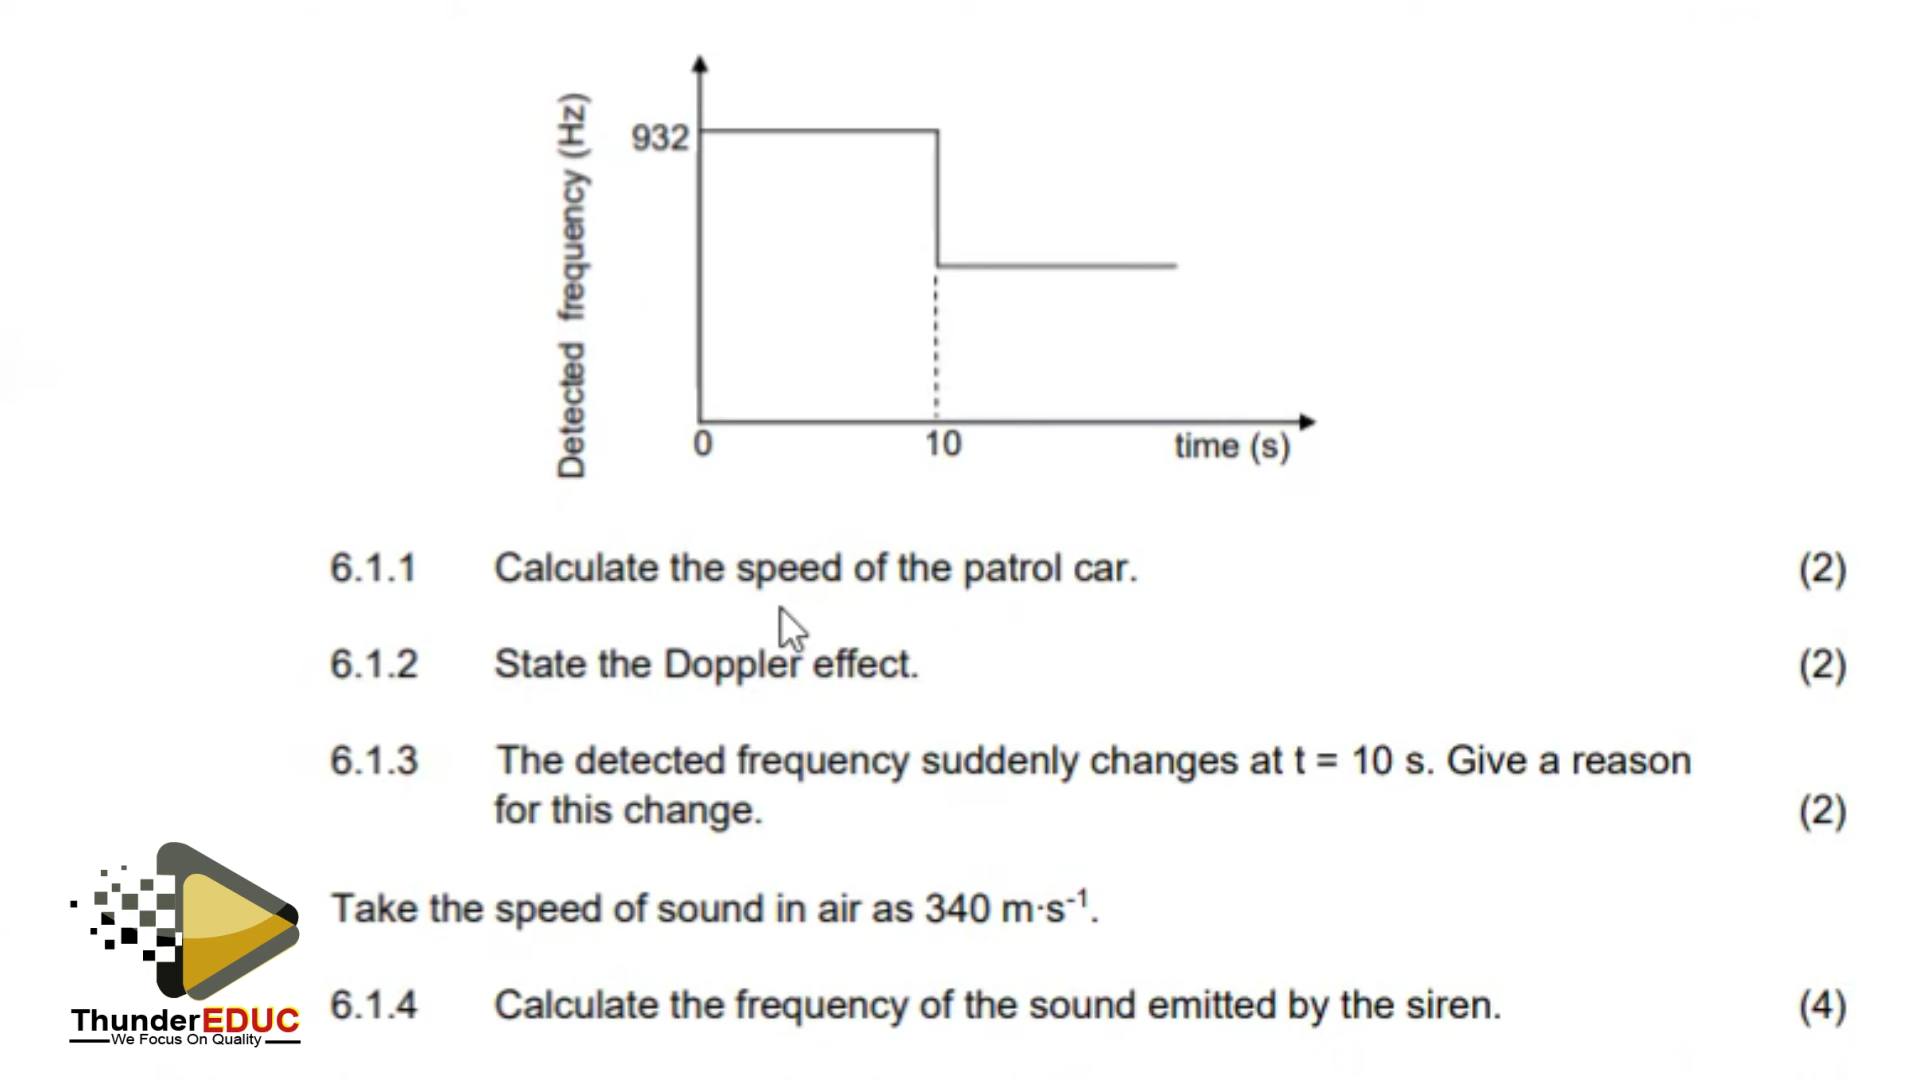 Detected frequency (Hz)
932
0
10
time (s)
6.1.1 Calculate the speed of the patrol car. (2)
6.1.2 State the Doppler effect. (2)
6.1.3 The detected frequency suddenly changes at t = 10 s. Give a reason
for this change. (2)
Take the speed of sound in air as 340 m·s⁻¹.
6.1.4 Calculate the frequency of the sound emitted by the siren. (4)
ThunderEDUC
We Focus On Quality